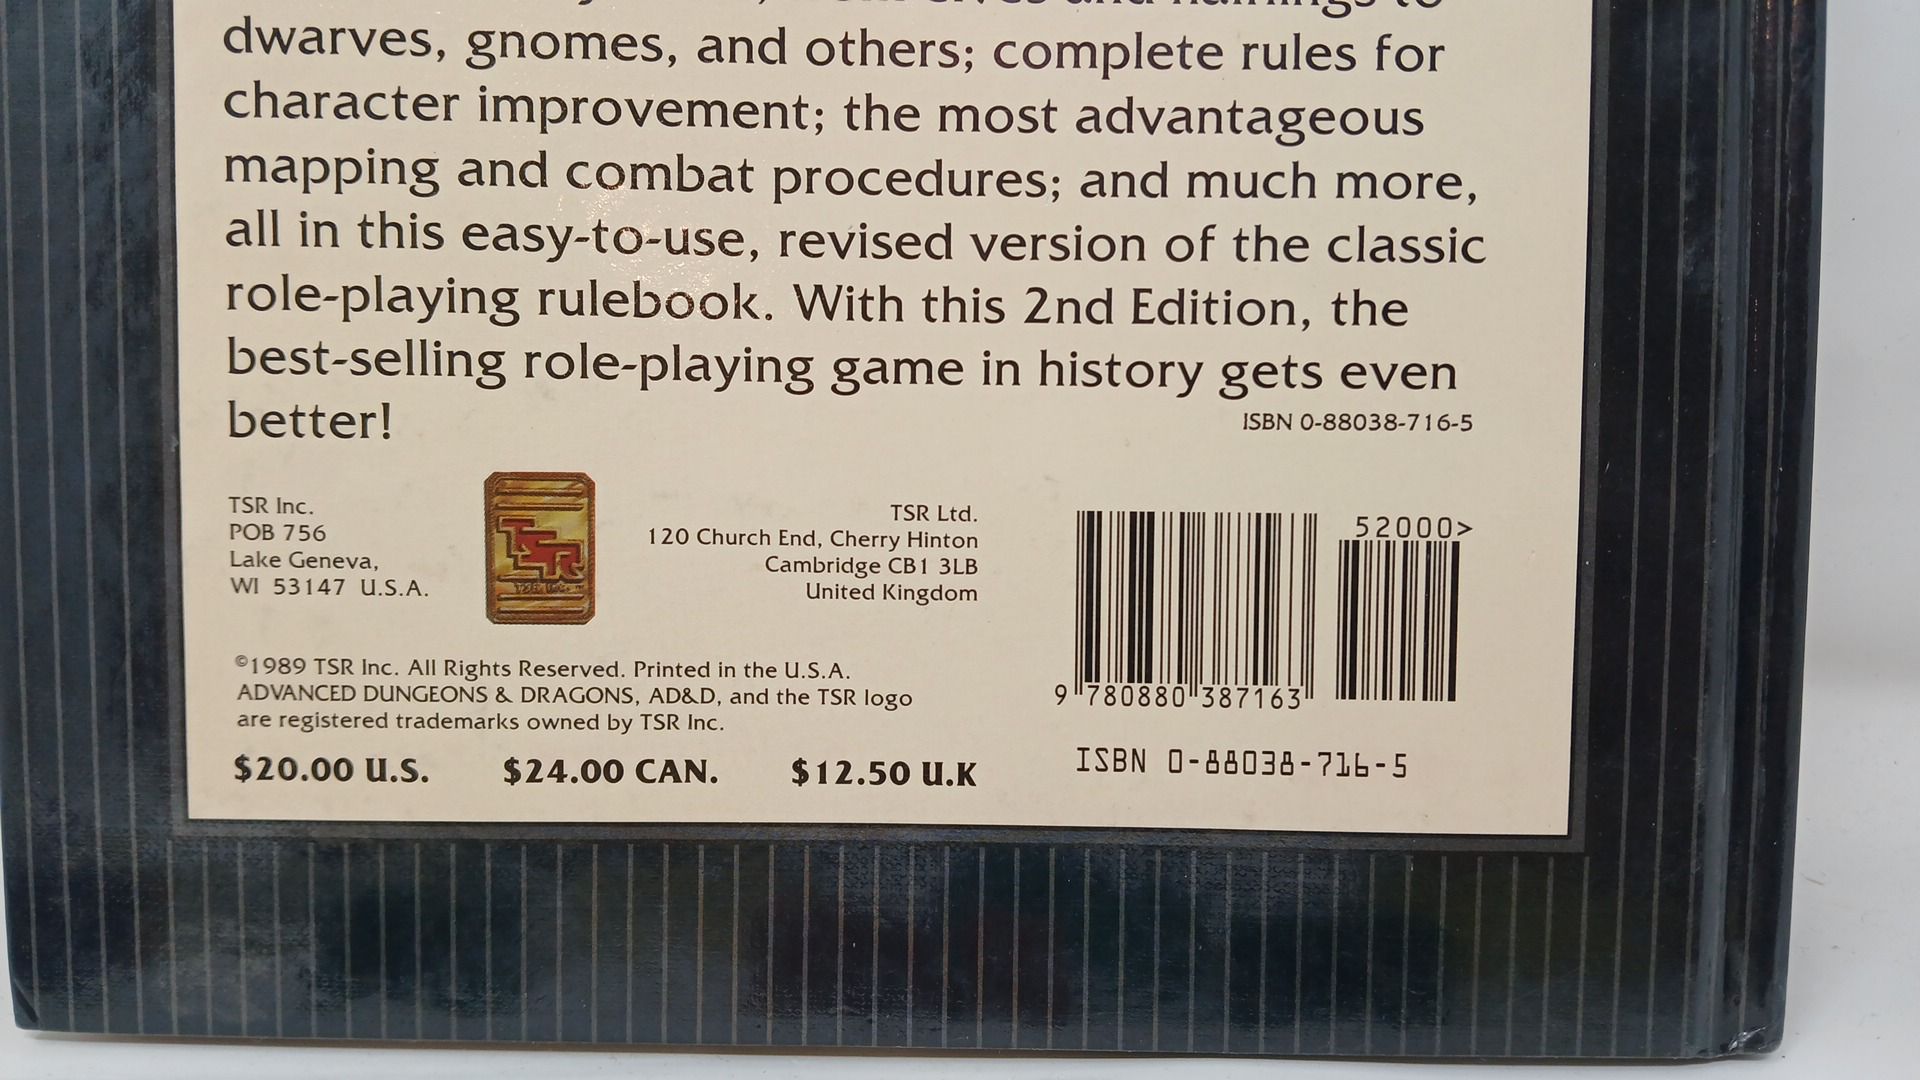 elves and halflings to
dwarves, gnomes, and others; complete rules for
character improvement; the most advantageous
mapping and combat procedures; and much more,
all in this easy-to-use, revised version of the classic
role-playing rulebook. With this 2nd Edition, the
best-selling role-playing game in history gets even
better!
ISBN 0-88038-716-5
TSR Inc.
POB 756
Lake Geneva,
WI 53147 U.S.A.
TSR
TSR Ltd.
120 Church End, Cherry Hinton
Cambridge CB1 3LB
United Kingdom
52000>
9 780880 387163
©1989 TSR Inc. All Rights Reserved. Printed in the U.S.A.
ADVANCED DUNGEONS & DRAGONS, AD&D, and the TSR logo
are registered trademarks owned by TSR Inc.
$20.00 U.S. $24.00 CAN. $12.50 U.K
ISBN 0-88038-716-5